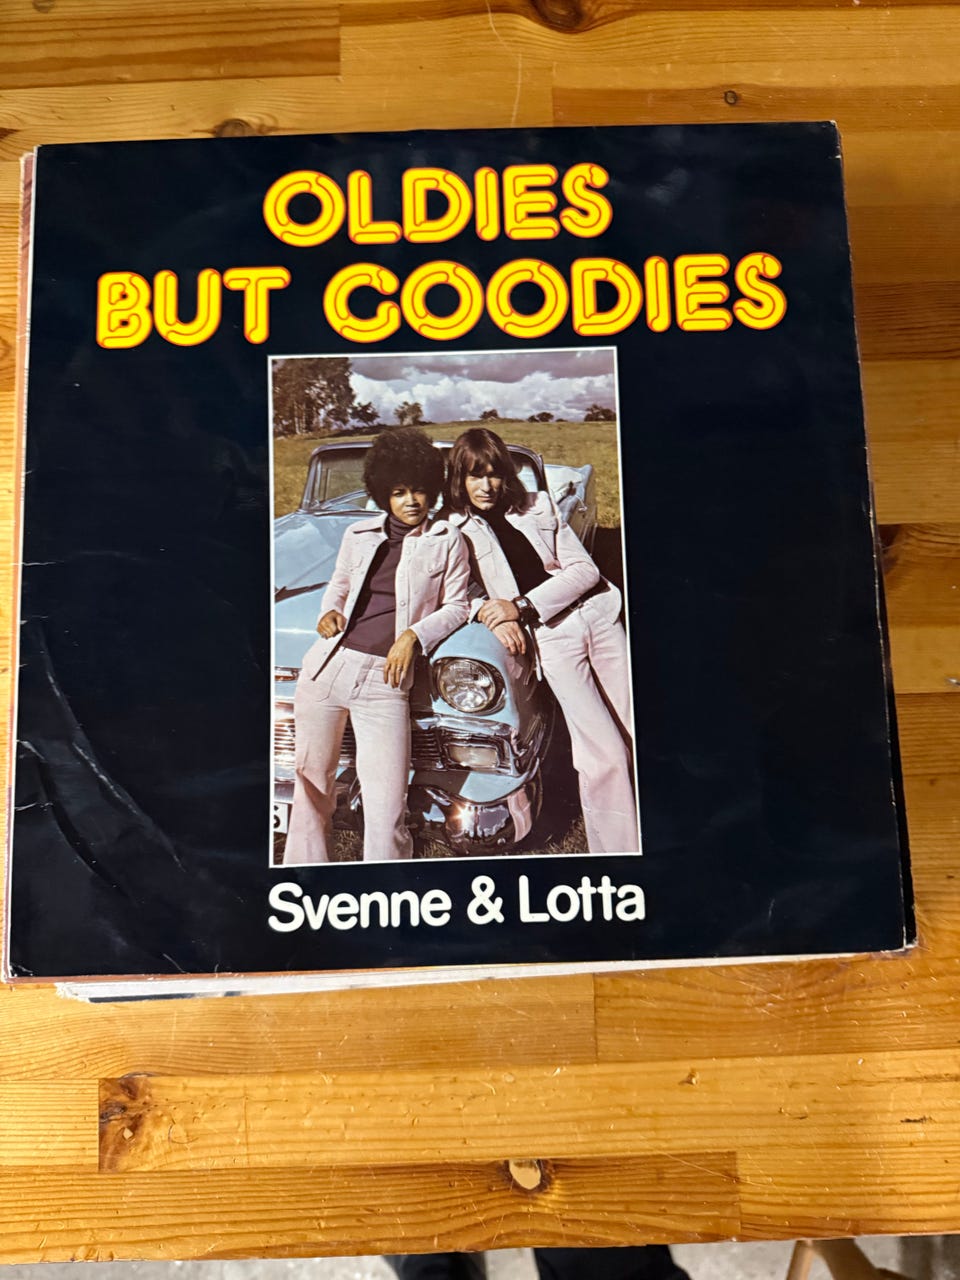 OLDIES
BUT GOODIES
Svenne & Lotta